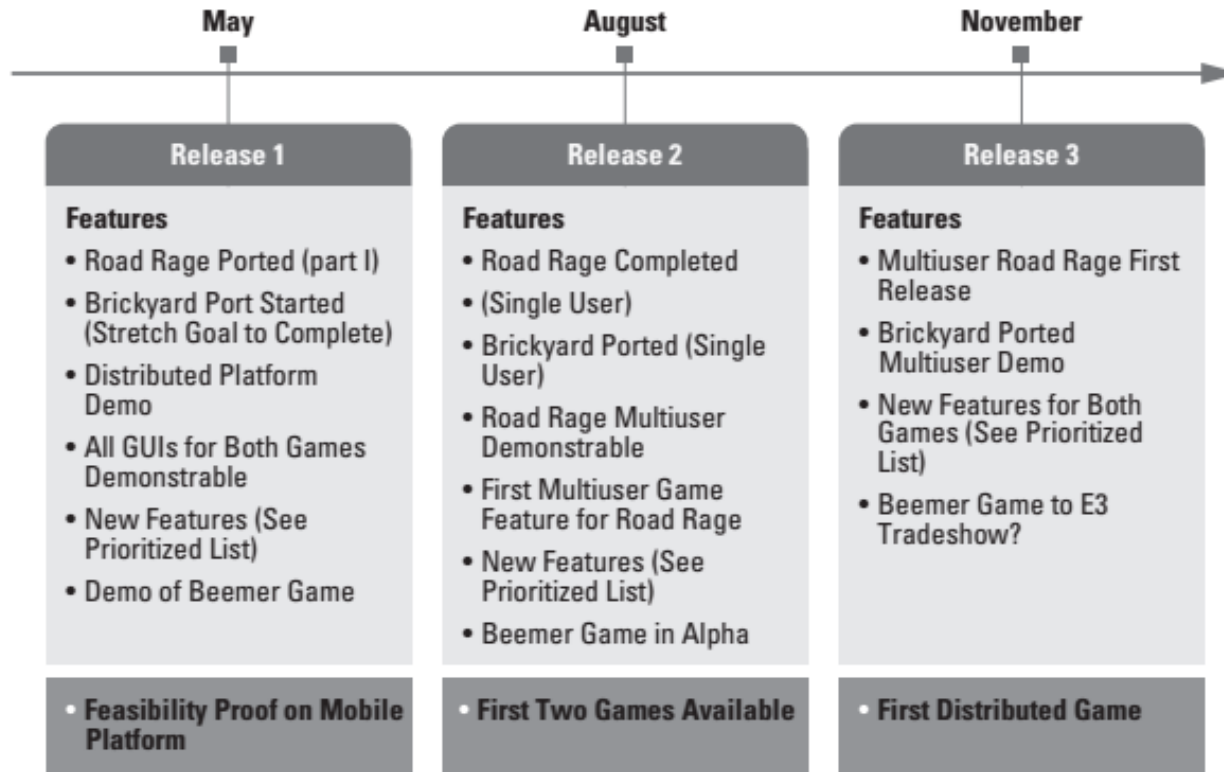 May
August
November
Release 1
Features
• Road Rage Ported (part I)
• Brickyard Port Started
(Stretch Goal to Complete)
• Distributed Platform
Demo
• All GUIs for Both Games
Demonstrable
• New Features (See
Prioritized List)
• Demo of Beemer Game
• Feasibility Proof on Mobile
Platform
Release 2
Features
• Road Rage Completed
• (Single User)
• Brickyard Ported (Single
User)
• Road Rage Multiuser
Demonstrable
• First Multiuser Game
Feature for Road Rage
• New Features (See
Prioritized List)
• Beemer Game in Alpha
• First Two Games Available
Release 3
Features
• Multiuser Road Rage First
Release
• Brickyard Ported
Multiuser Demo
• New Features for Both
Games (See Prioritized
List)
• Beemer Game to E3
Tradeshow?
• First Distributed Game